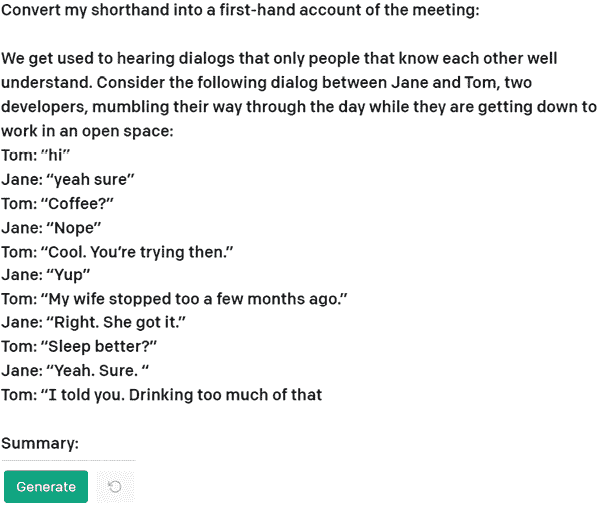 Convert my shorthand into a first-hand account of the meeting:
We get used to hearing dialogs that only people that know each other well
understand. Consider the following dialog between Jane and Tom, two
developers, mumbling their way through the day while they are getting down to
work in an open space:
Tom: "hi"
Jane: “yeah sure”
Tom: “Coffee?”
Jane: “Nope”
Tom: “Cool. You’re trying then.”
Jane: “Yup”
Tom: “My wife stopped too a few months ago.”
Jane: “Right. She got it.”
Tom: “Sleep better?”
Jane: “Yeah. Sure. “
Tom: “I told you. Drinking too much of that
Summary:
Generate